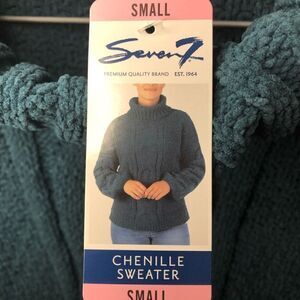 SMALL
Seven7
PREMIUM QUALITY BRAND EST. 1964
CHENILLE
SWEATER
SMALL